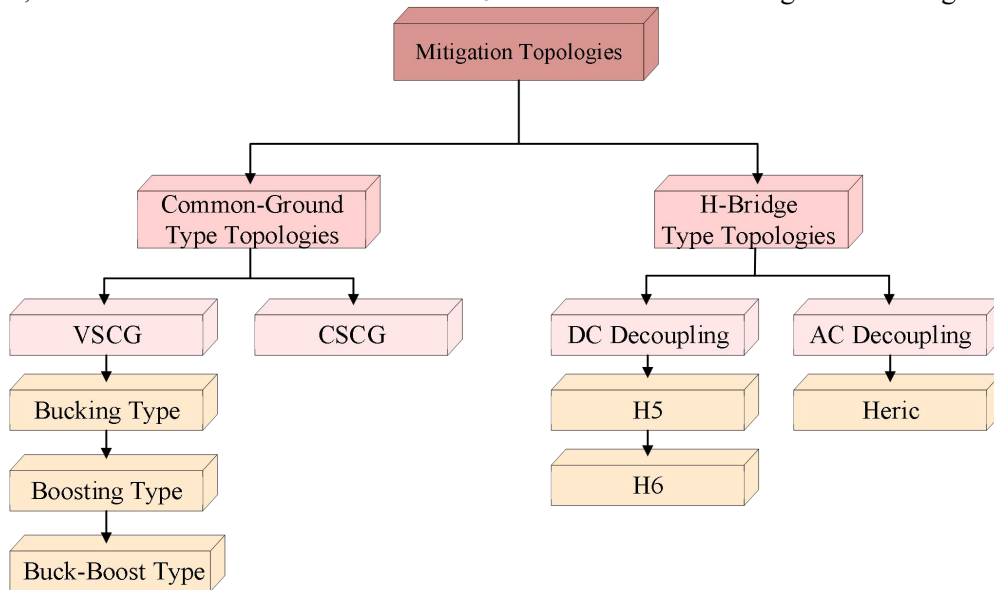 Mitigation Topologies
Common-Ground
Type Topologies
H-Bridge
Type Topologies
VSCG
CSCG
DC Decoupling
AC Decoupling
Bucking Type
H5
Heric
Boosting Type
H6
Buck-Boost Type